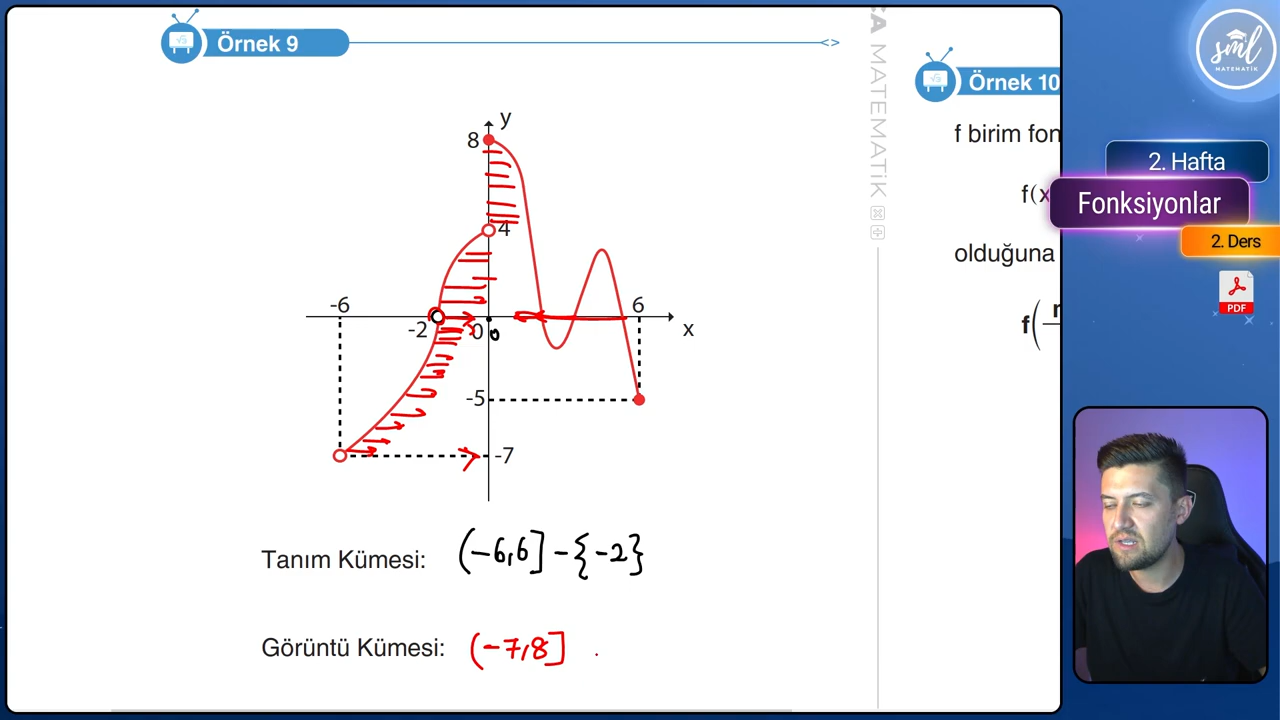 Örnek 9
<>
y
8
4
-6
6
-2
0
x
-5
-7
Tanım Kümesi: (-6,6] - {-2}
Görüntü Kümesi: (-7,8]
MATEMATİK
Örnek 10
f birim fon
f(x
olduğuna
f(
sml
MATEMATİK
2. Hafta
Fonksiyonlar
2. Ders
PDF